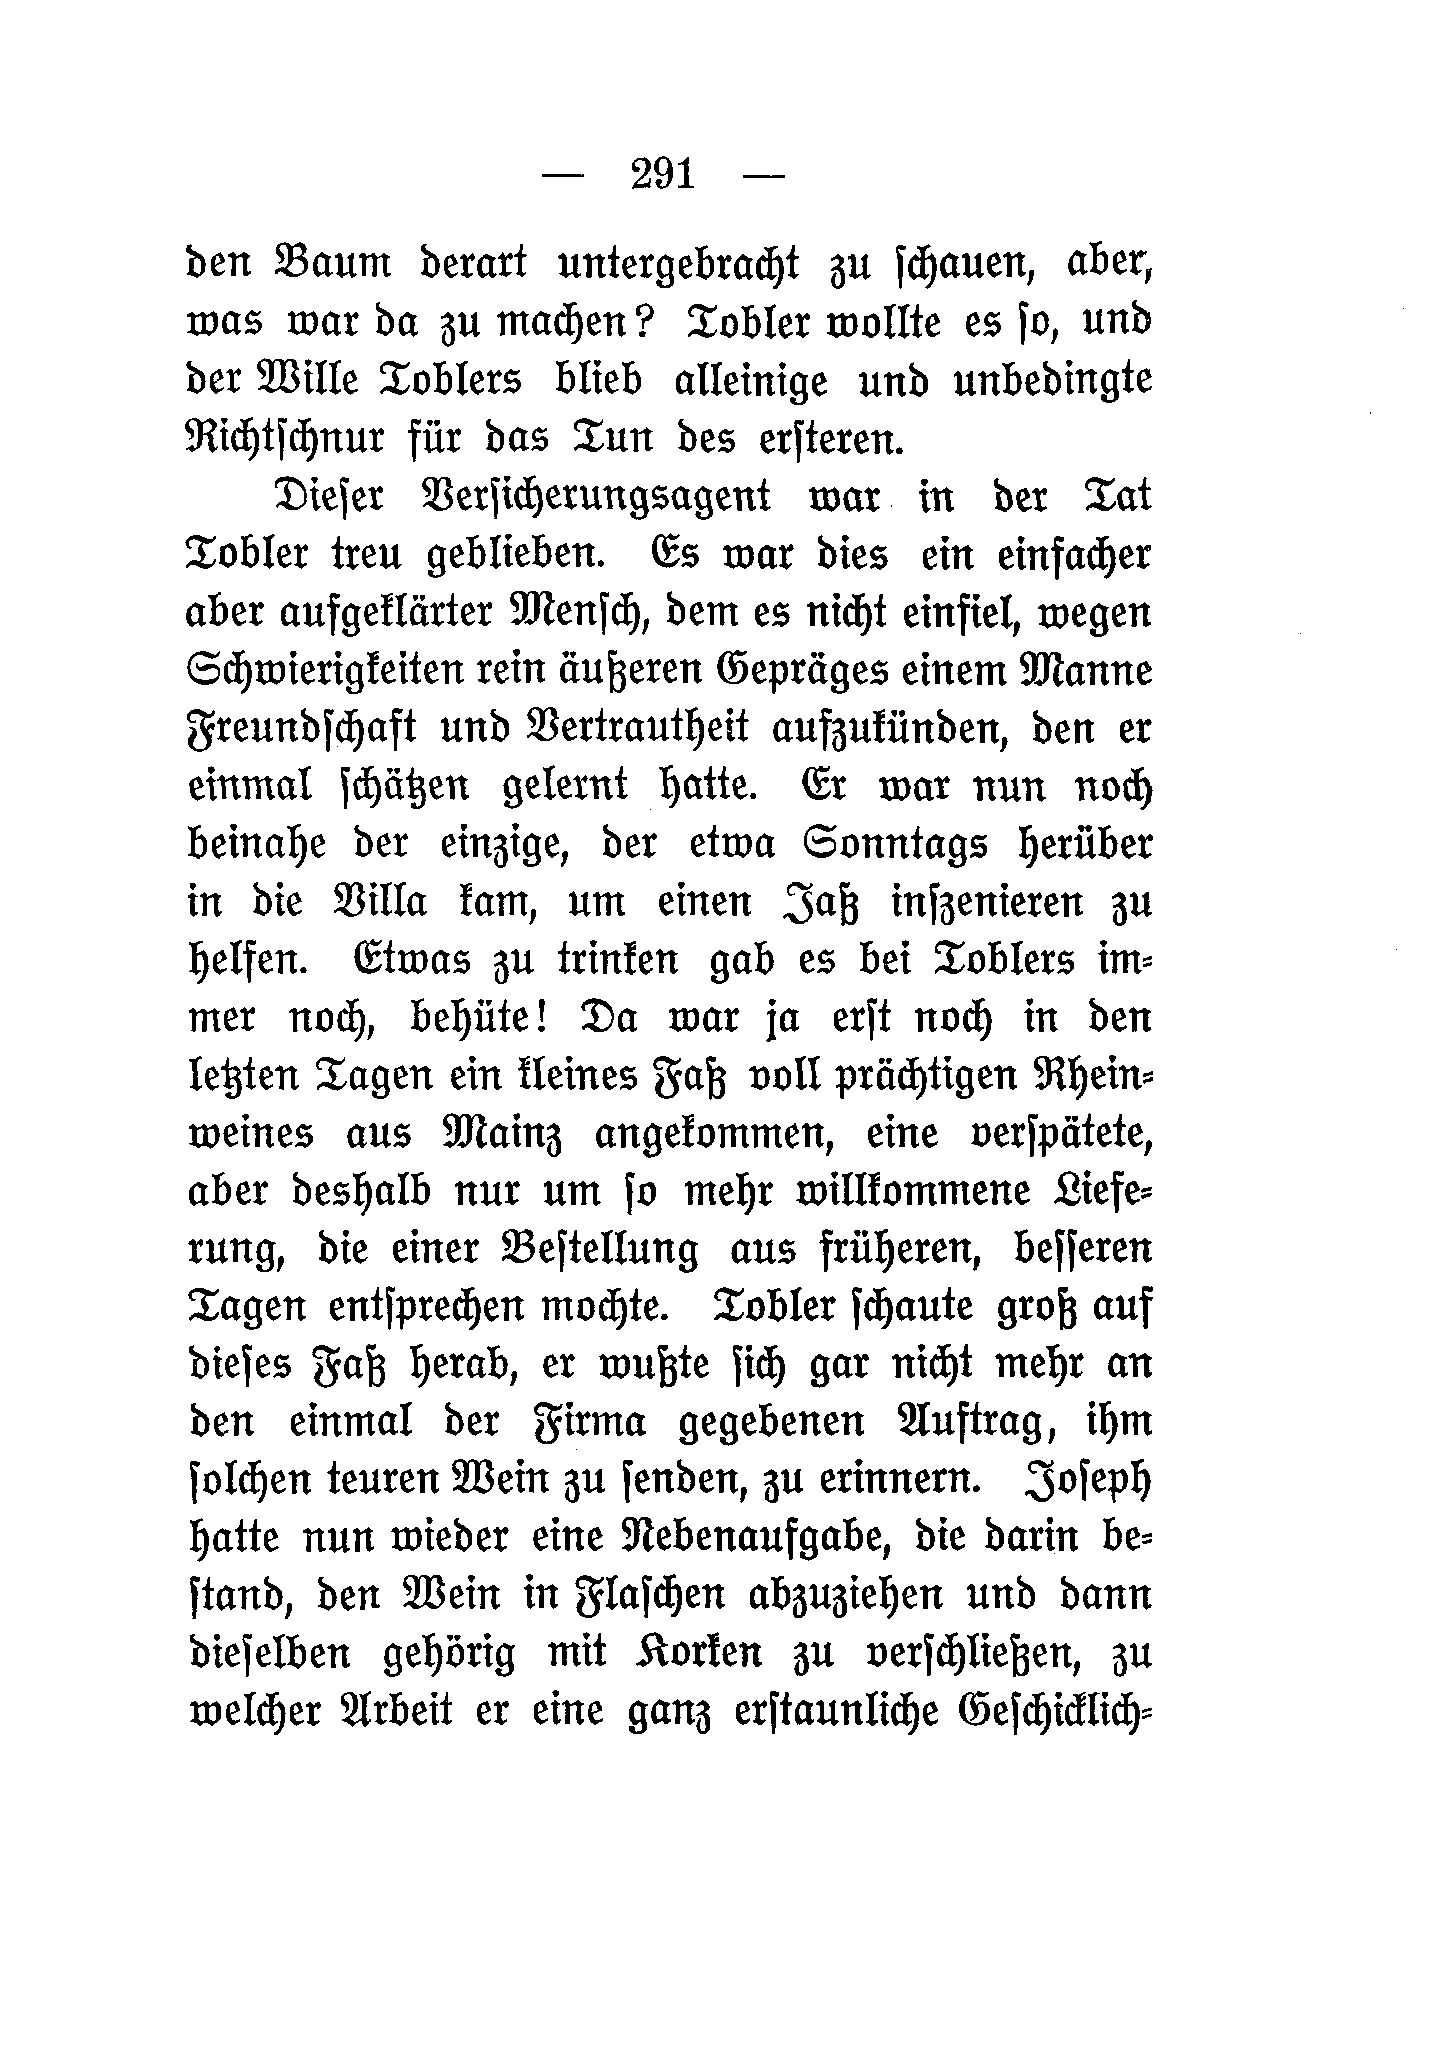 — 291 —
den Baum derart untergebracht zu ſchauen, aber,
was war da zu machen? Tobler wollte es ſo, und
der Wille Toblers blieb alleinige und unbedingte
Richtſchnur für das Tun des erſteren.
Dieſer Verſicherungsagent war in der Tat
Tobler treu geblieben. Es war dies ein einfacher
aber aufgeklärter Menſch, dem es nicht einfiel, wegen
Schwierigkeiten rein äußeren Gepräges einem Manne
Freundſchaft und Vertrautheit aufzukünden, den er
einmal ſchätzen gelernt hatte. Er war nun noch
beinahe der einzige, der etwa Sonntags herüber
in die Villa kam, um einen Jaß inſzenieren zu
helfen. Etwas zu trinken gab es bei Toblers im⸗
mer noch, behüte! Da war ja erſt noch in den
letzten Tagen ein kleines Faß voll prächtigen Rhein⸗
weines aus Mainz angekommen, eine verſpätete,
aber deshalb nur um ſo mehr willkommene Liefe⸗
rung, die einer Beſtellung aus früheren, beſſeren
Tagen entſprechen mochte. Tobler ſchaute groß auf
dieſes Faß herab, er wußte ſich gar nicht mehr an
den einmal der Firma gegebenen Auftrag, ihm
ſolchen teuren Wein zu ſenden, zu erinnern. Joſeph
hatte nun wieder eine Nebenaufgabe, die darin be⸗
ſtand, den Wein in Flaſchen abzuziehen und dann
dieſelben gehörig mit Korken zu verſchließen, zu
welcher Arbeit er eine ganz erſtaunliche Geſchicklich⸗